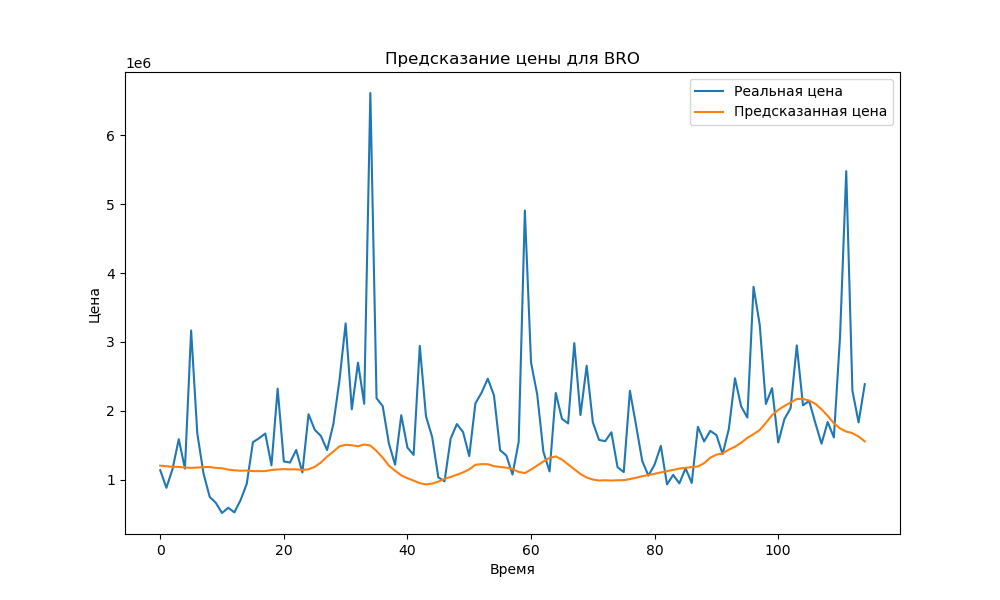 Предсказание цены для BRO
1e6
Реальная цена
Предсказанная цена
6
5
4
3
2
1
Цена
0 20 40 60 80 100
Время